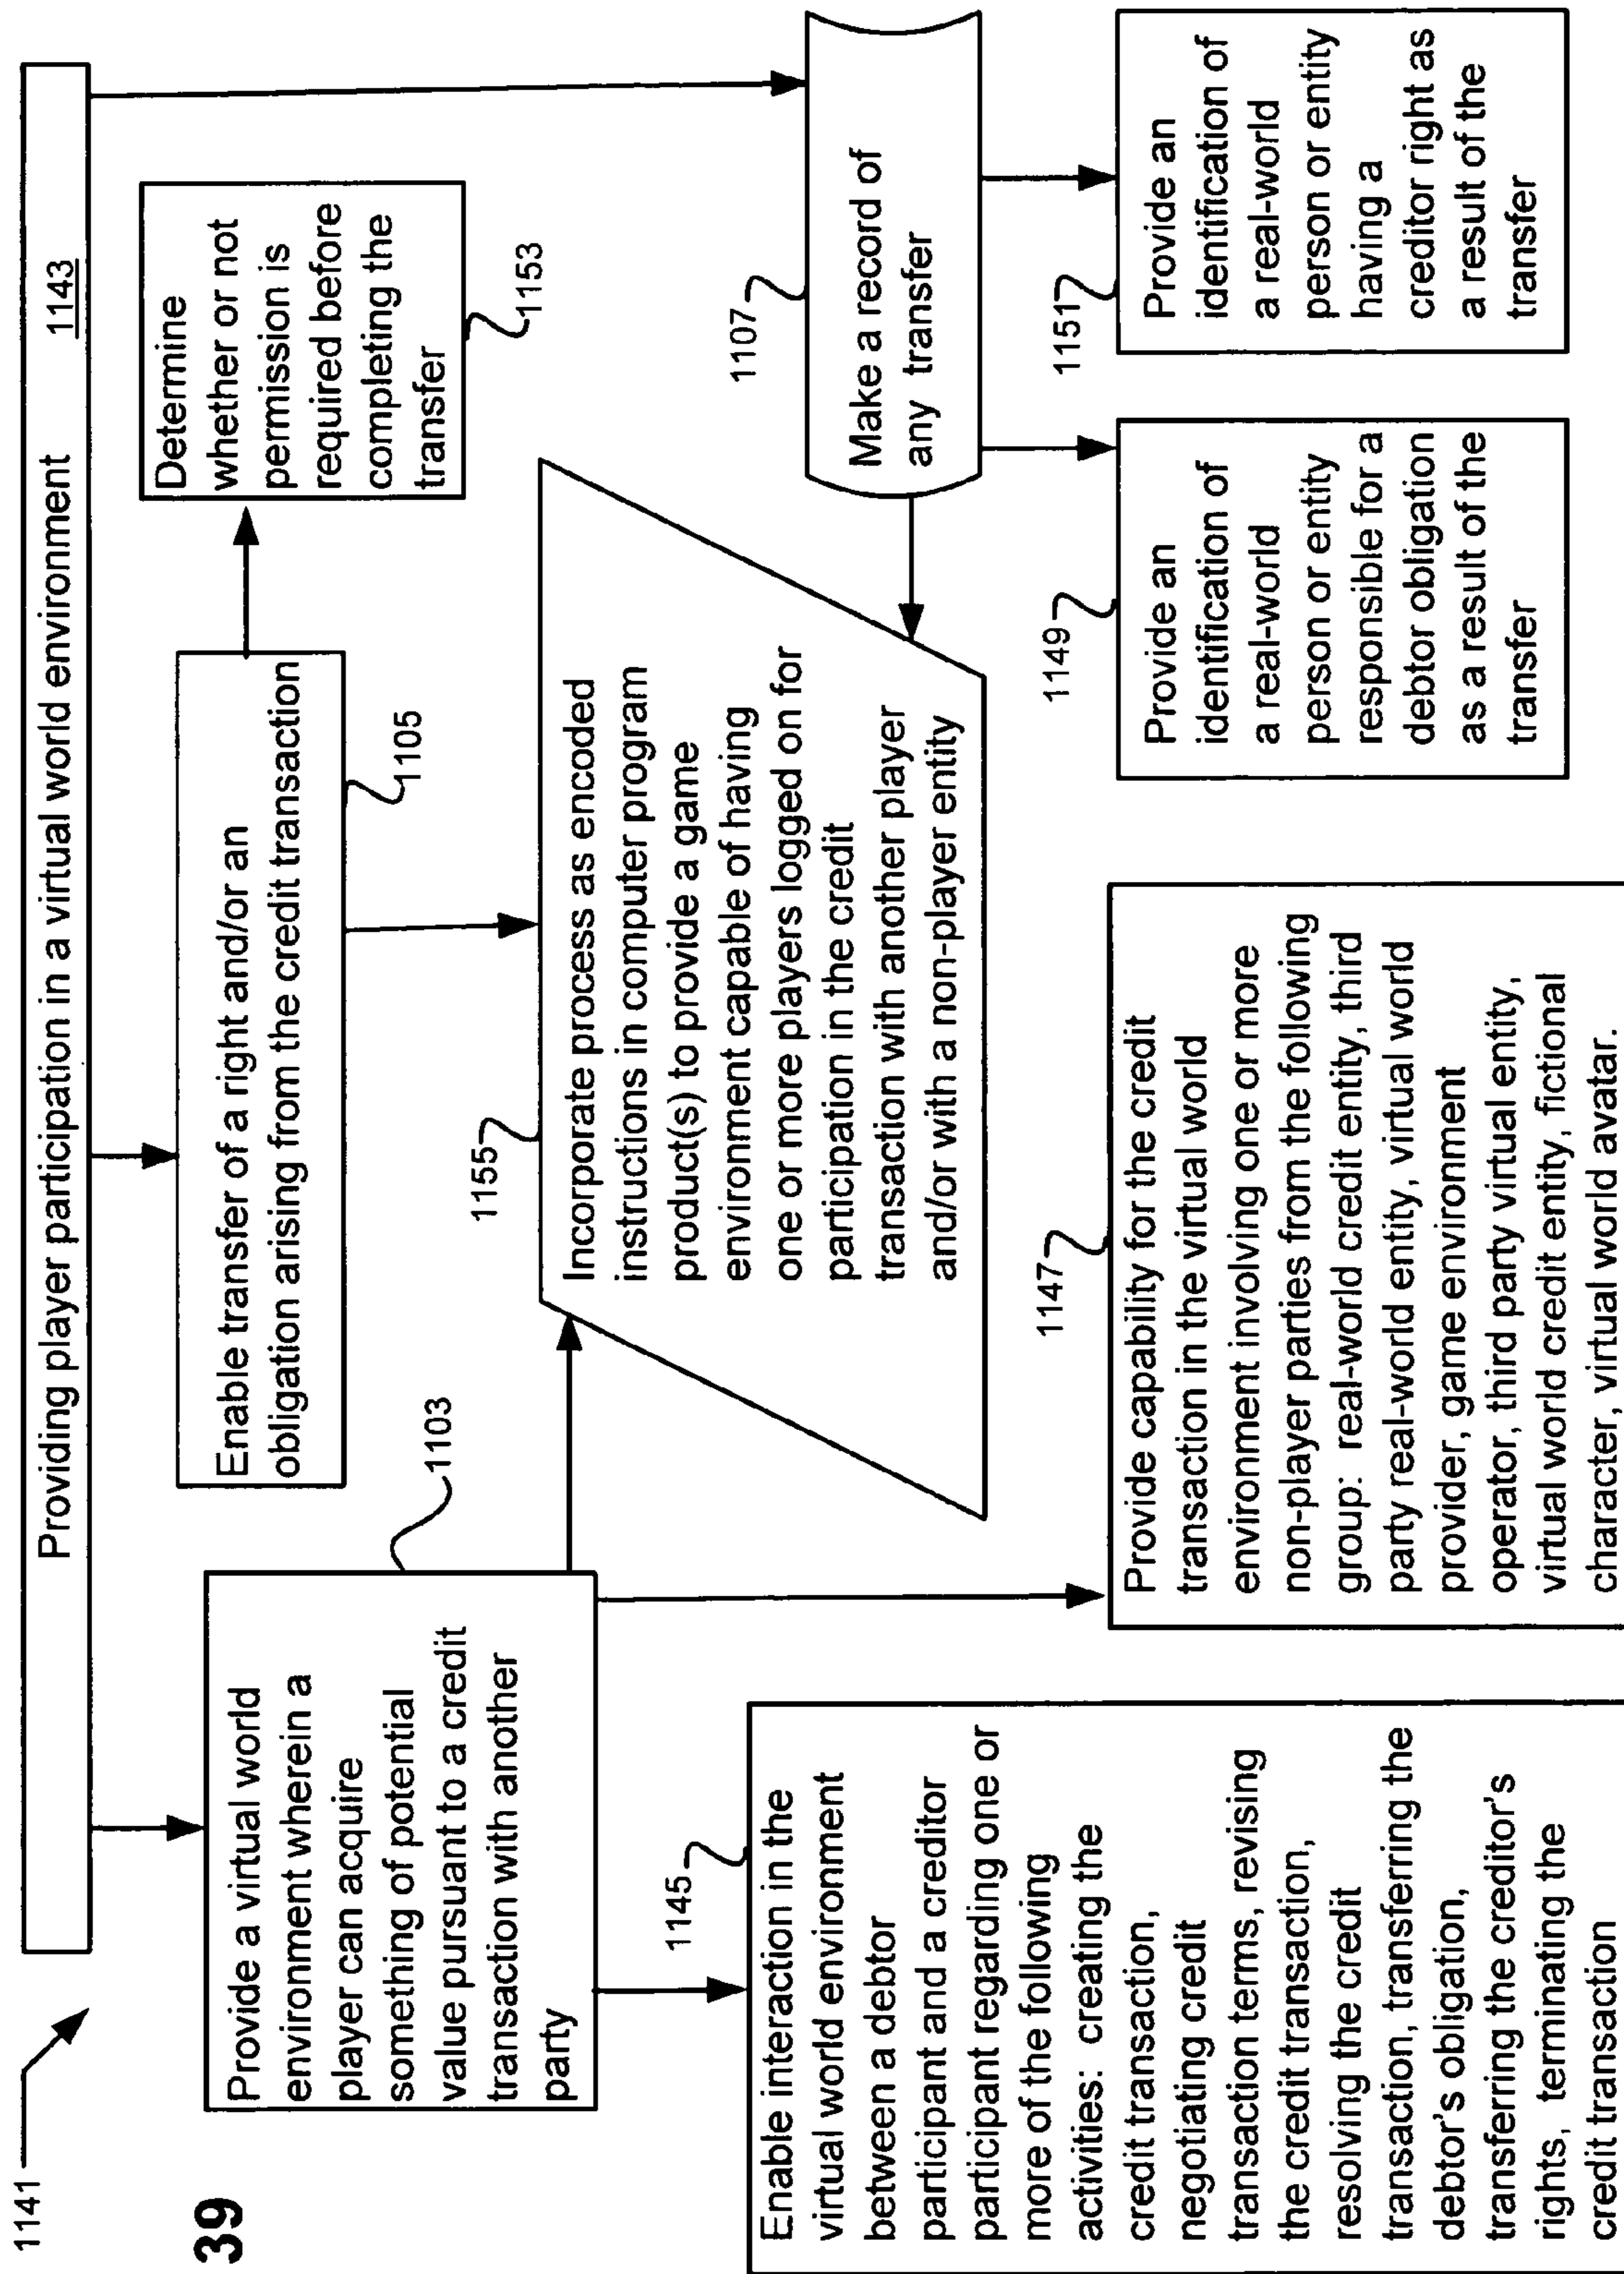 1141
39
Providing player participation in a virtual world environment 1143
Provide a virtual world
environment wherein a
player can acquire
something of potential
value pursuant to a credit
transaction with another
party
1103
Enable transfer of a right and/or an
obligation arising from the credit transaction
1105
Determine
whether or not
permission is
required before
completing the
transfer
1153
1155
Incorporate process as encoded
instructions in computer program
product(s) to provide a game
environment capable of having
one or more players logged on for
participation in the credit
transaction with another player
and/or with a non-player entity
1107
Make a record of
any transfer
1145
Enable interaction in the
virtual world environment
between a debtor
participant and a creditor
participant regarding one or
more of the following
activities: creating the
credit transaction,
negotiating credit
transaction terms, revising
the credit transaction,
resolving the credit
transaction, transferring the
debtor's obligation,
transferring the creditor's
rights, terminating the
credit transaction
1147
Provide capability for the credit
transaction in the virtual world
environment involving one or more
non-player parties from the following
group: real-world credit entity, third
party real-world entity, virtual world
provider, game environment
operator, third party virtual entity,
virtual world credit entity, fictional
character, virtual world avatar.
1149
Provide an
identification of
a real-world
person or entity
responsible for a
debtor obligation
as a result of the
transfer
1151
Provide an
identification of
a real-world
person or entity
having a
creditor right as
a result of the
transfer